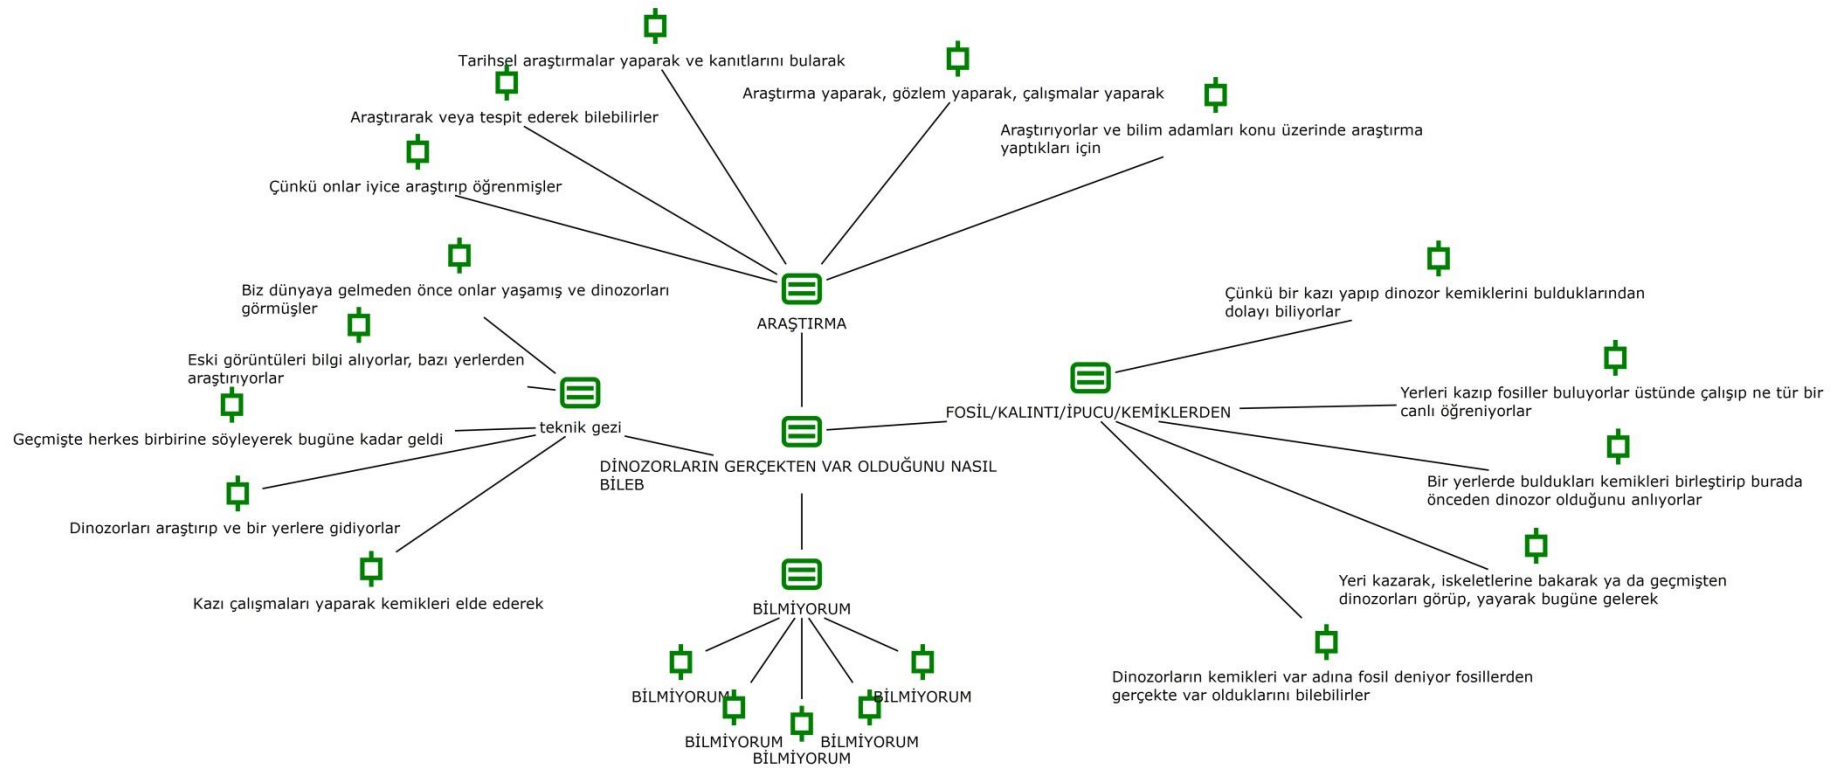 Tarihsel araştırmalar yaparak ve kanıtlarını bularak
Araştırma yaparak, gözlem yaparak, çalışmalar yaparak
Araştırarak veya tespit ederek bilebilirler
Araştırıyorlar ve bilim adamları konu üzerinde araştırma
yaptıkları için
Çünkü onlar iyice araştırıp öğrenmişler
Biz dünyaya gelmeden önce onlar yaşamış ve dinozorları
görmüşler
Çünkü bir kazı yapıp dinozor kemiklerini bulduklarından
dolayı biliyorlar
ARAŞTIRMA
Eski görüntüleri bilgi alıyorlar, bazı yerlerden
araştırıyorlar
Yerleri kazıp fosiller buluyorlar üstünde çalışıp ne tür bir
canlı öğreniyorlar
FOSİL/KALINTI/İPUCU/KEMİKLERDEN
teknik gezi
Geçmişte herkes birbirine söyleyerek bugüne kadar geldi
DİNOZORLARIN GERÇEKTEN VAR OLDUĞUNU NASIL
BİLEB
Bir yerlerde buldukları kemikleri birleştirip burada
önceden dinozor olduğunu anlıyorlar
Dinozorları araştırıp ve bir yerlere gidiyorlar
Yeri kazarak, iskeletlerine bakarak ya da geçmişten
dinozorları görüp, yayarak bugüne gelerek
Kazı çalışmaları yaparak kemikleri elde ederek
BİLMİYORUM
Dinozorların kemikleri var adına fosil deniyor fosillerden
gerçekte var olduklarını bilebilirler
BİLMİYORUM
BİLMİYORUM
BİLMİYORUM
BİLMİYORUM
BİLMİYORUM